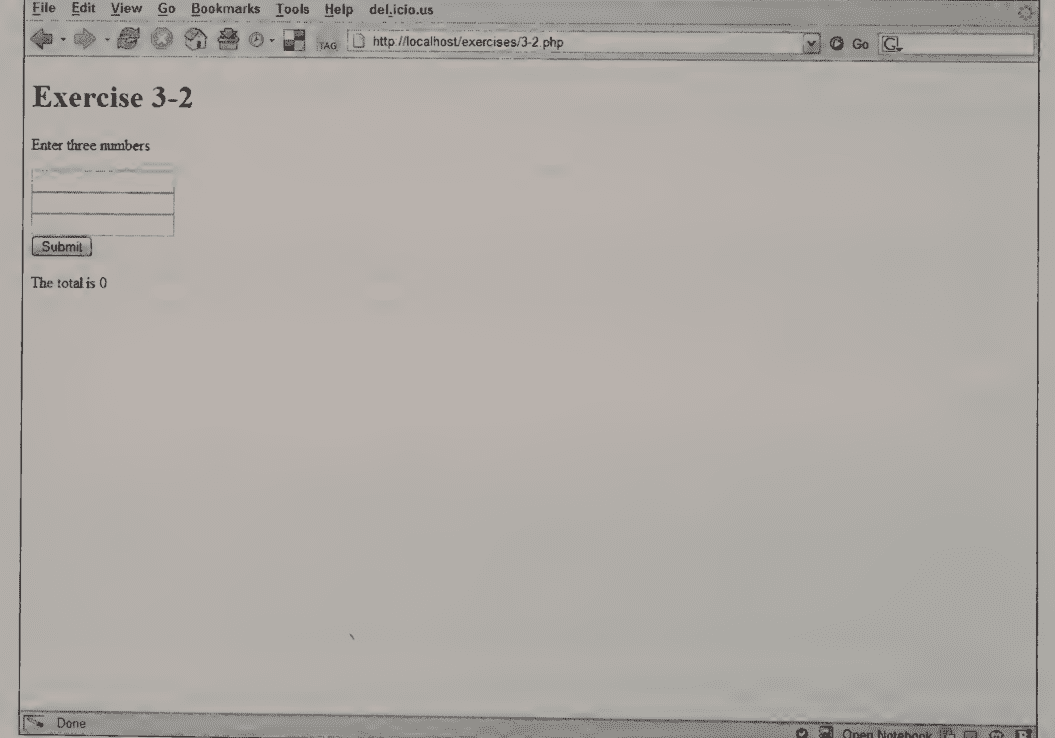 File Edit View Go Bookmarks Tools Help del.icio.us
TAG http://localhost/exercises/3-2.php Go G
Exercise 3-2
Enter three numbers
Submit
The total is 0
Done
Open Notebook